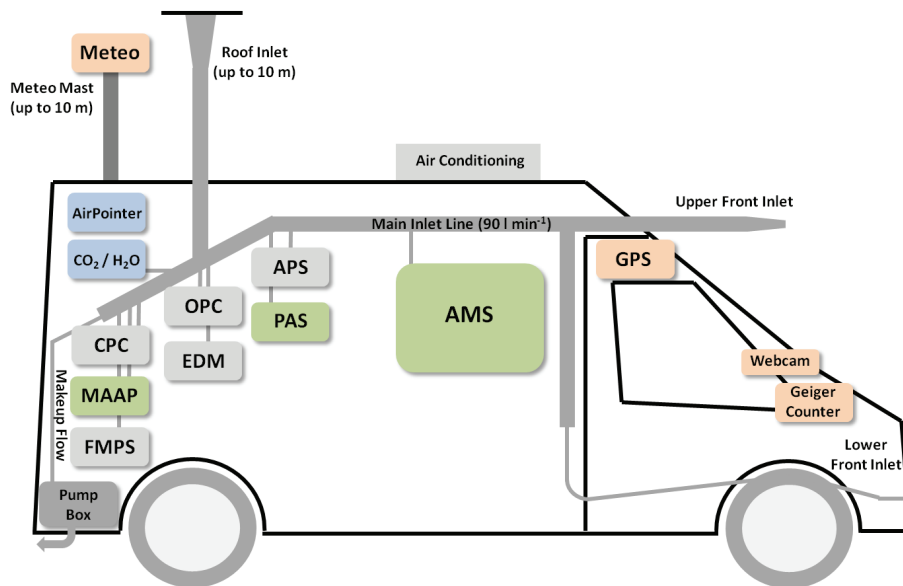 Meteo
Meteo Mast
(up to 10 m)
Roof Inlet
(up to 10 m)
Air Conditioning
Upper Front Inlet
Main Inlet Line (90 l min⁻¹)
AirPointer
CO₂ / H₂O
GPS
APS
OPC
PAS
AMS
CPC
EDM
MAAP
FMPS
Makeup Flow
Webcam
Geiger
Counter
Lower
Front Inlet
Pump
Box